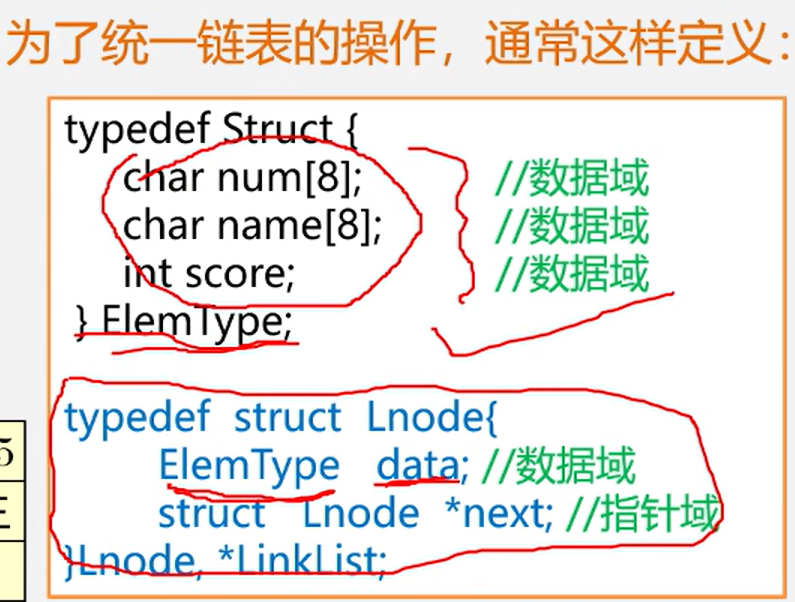 为了统一链表的操作，通常这样定义：
typedef Struct {
char num[8]; //数据域
char name[8]; //数据域
int score; //数据域
} ElemType;
typedef struct Lnode{
ElemType data; //数据域
struct Lnode *next; //指针域
}Lnode, *LinkList;
5